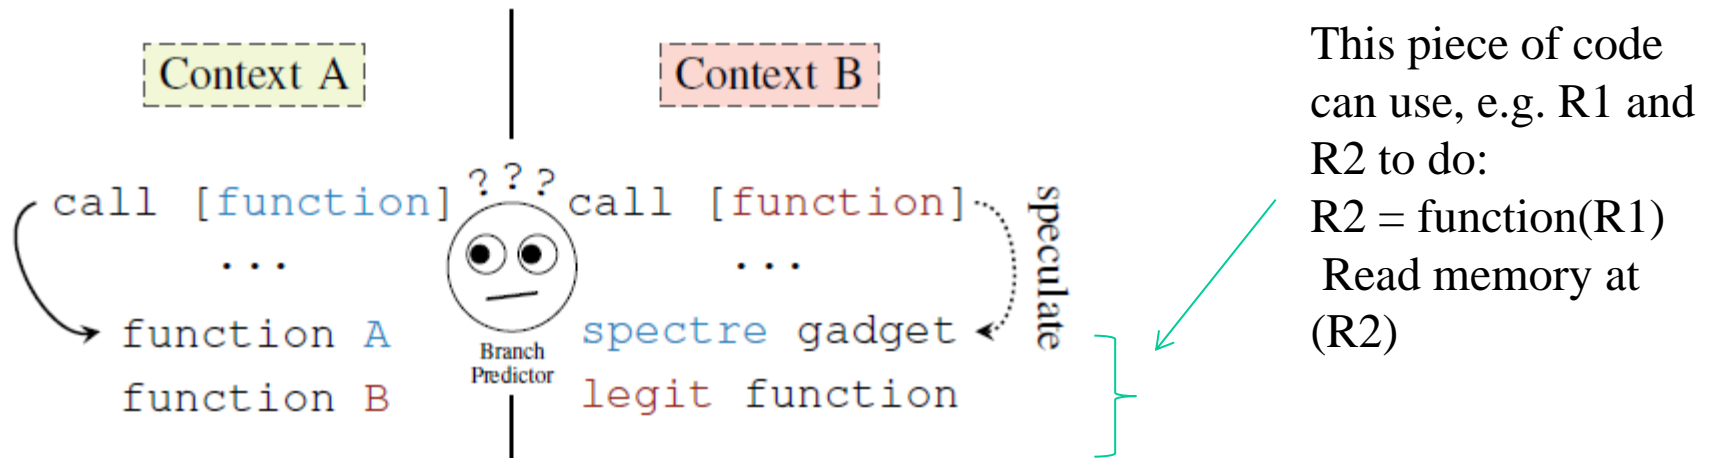 Context A
call [function]
...
function A
function B
? ? ?
Branch
Predictor
Context B
call [function]
...
spectre gadget
legit function
speculate
This piece of code
can use, e.g. R1 and
R2 to do:
R2 = function(R1)
Read memory at
(R2)